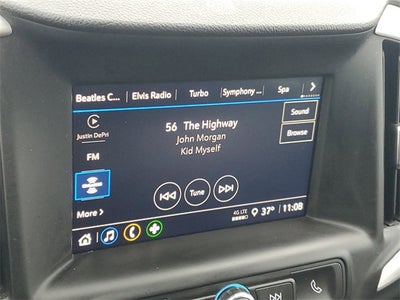 Beatles C... Elvis Radio Turbo Symphony ... Spa
Justin DePri
56 The Highway
Sound
John Morgan
Browse
FM
Kid Myself
Tune
More >
4G LTE
37° 11:08